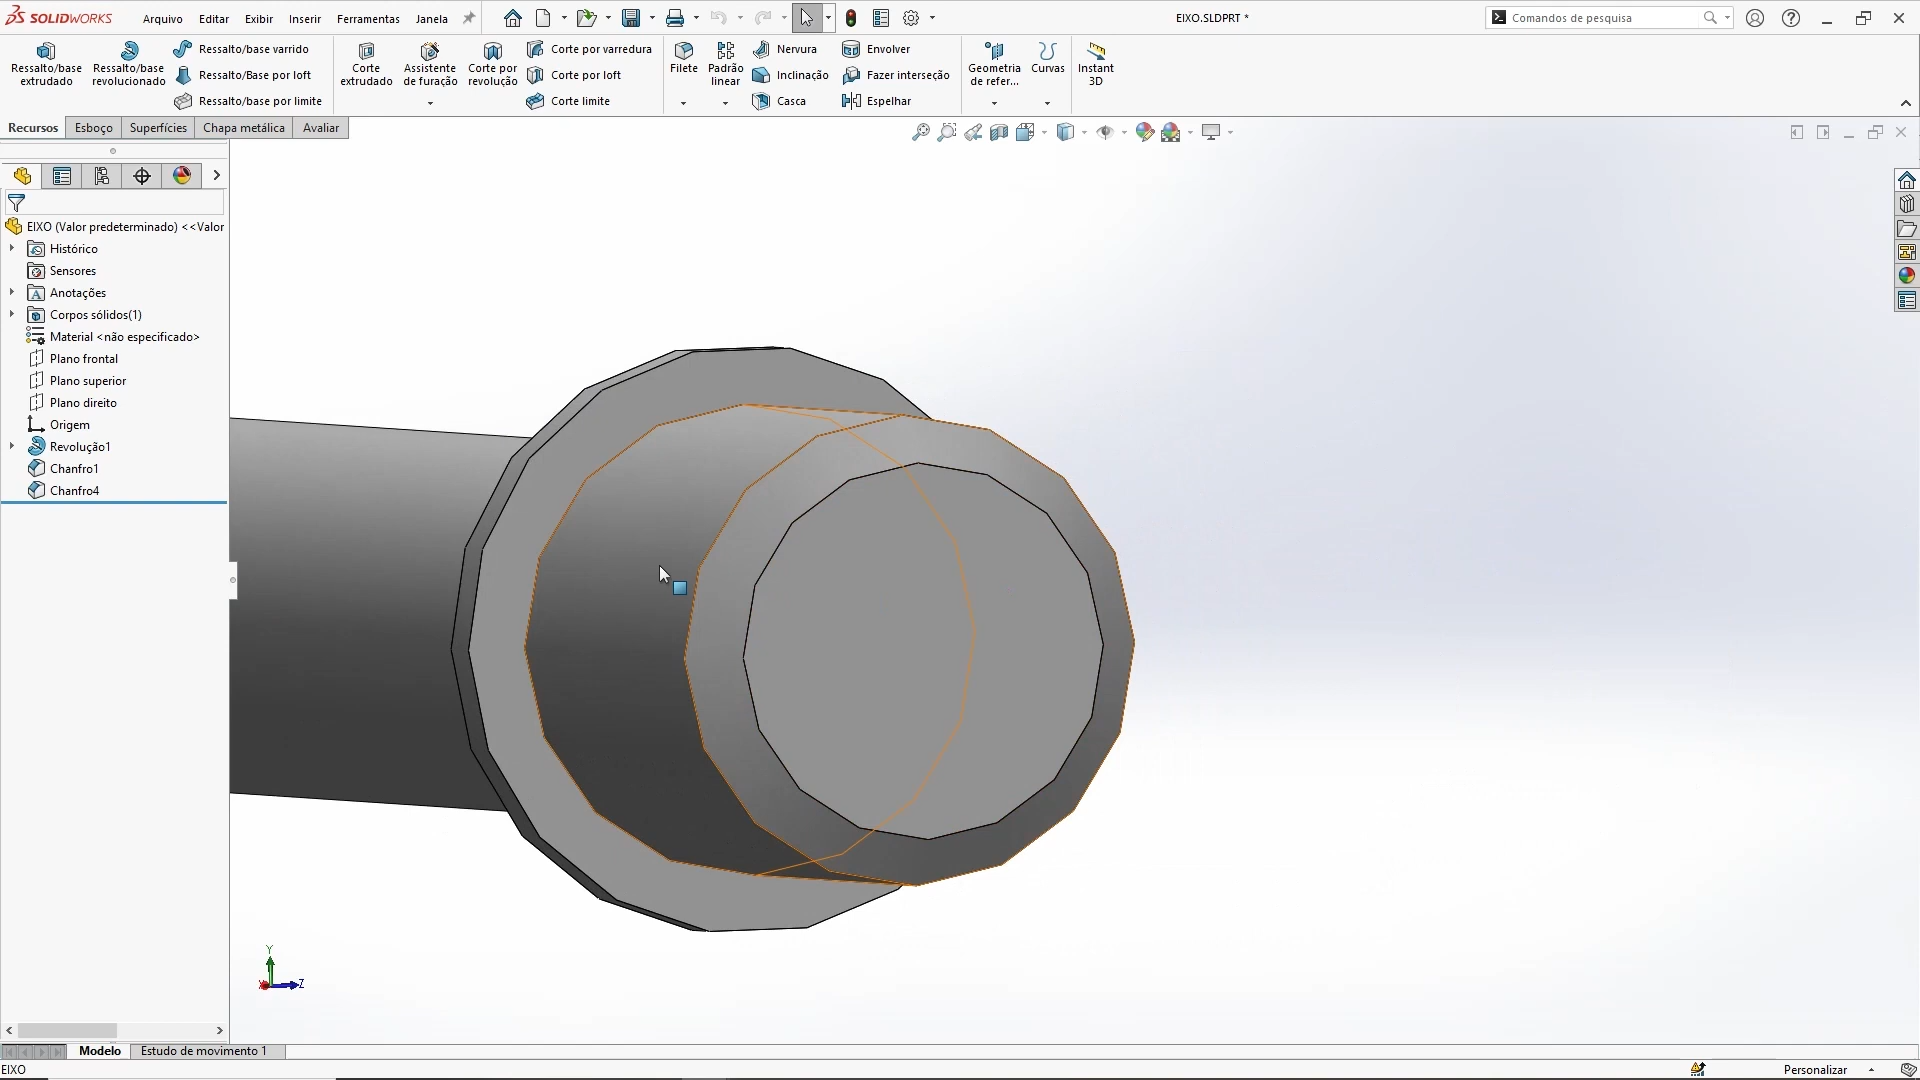 SOLIDWORKS
Arquivo Editar Exibir Inserir Ferramentas Janela
EIXO.SLDPRT *
Comandos de pesquisa
Ressalto/base extrudado
Ressalto/base revolucionado
Ressalto/base varrido
Ressalto/Base por loft
Ressalto/base por limite
Corte extrudado
Assistente de furação
Corte por revolução
Corte por varredura
Corte por loft
Corte limite
Filete
Padrão linear
Nervura
Inclinação
Casca
Envolver
Fazer interseção
Espelhar
Geometria de refer...
Curvas
Instant 3D
Recursos Esboço Superfícies Chapa metálica Avaliar
EIXO (Valor predeterminado) <<Valor
Histórico
Sensores
Anotações
Corpos sólidos(1)
Material <não especificado>
Plano frontal
Plano superior
Plano direito
Origem
Revolução1
Chanfro1
Chanfro4
Y
X
Z
Modelo Estudo de movimento 1
EIXO
Personalizar